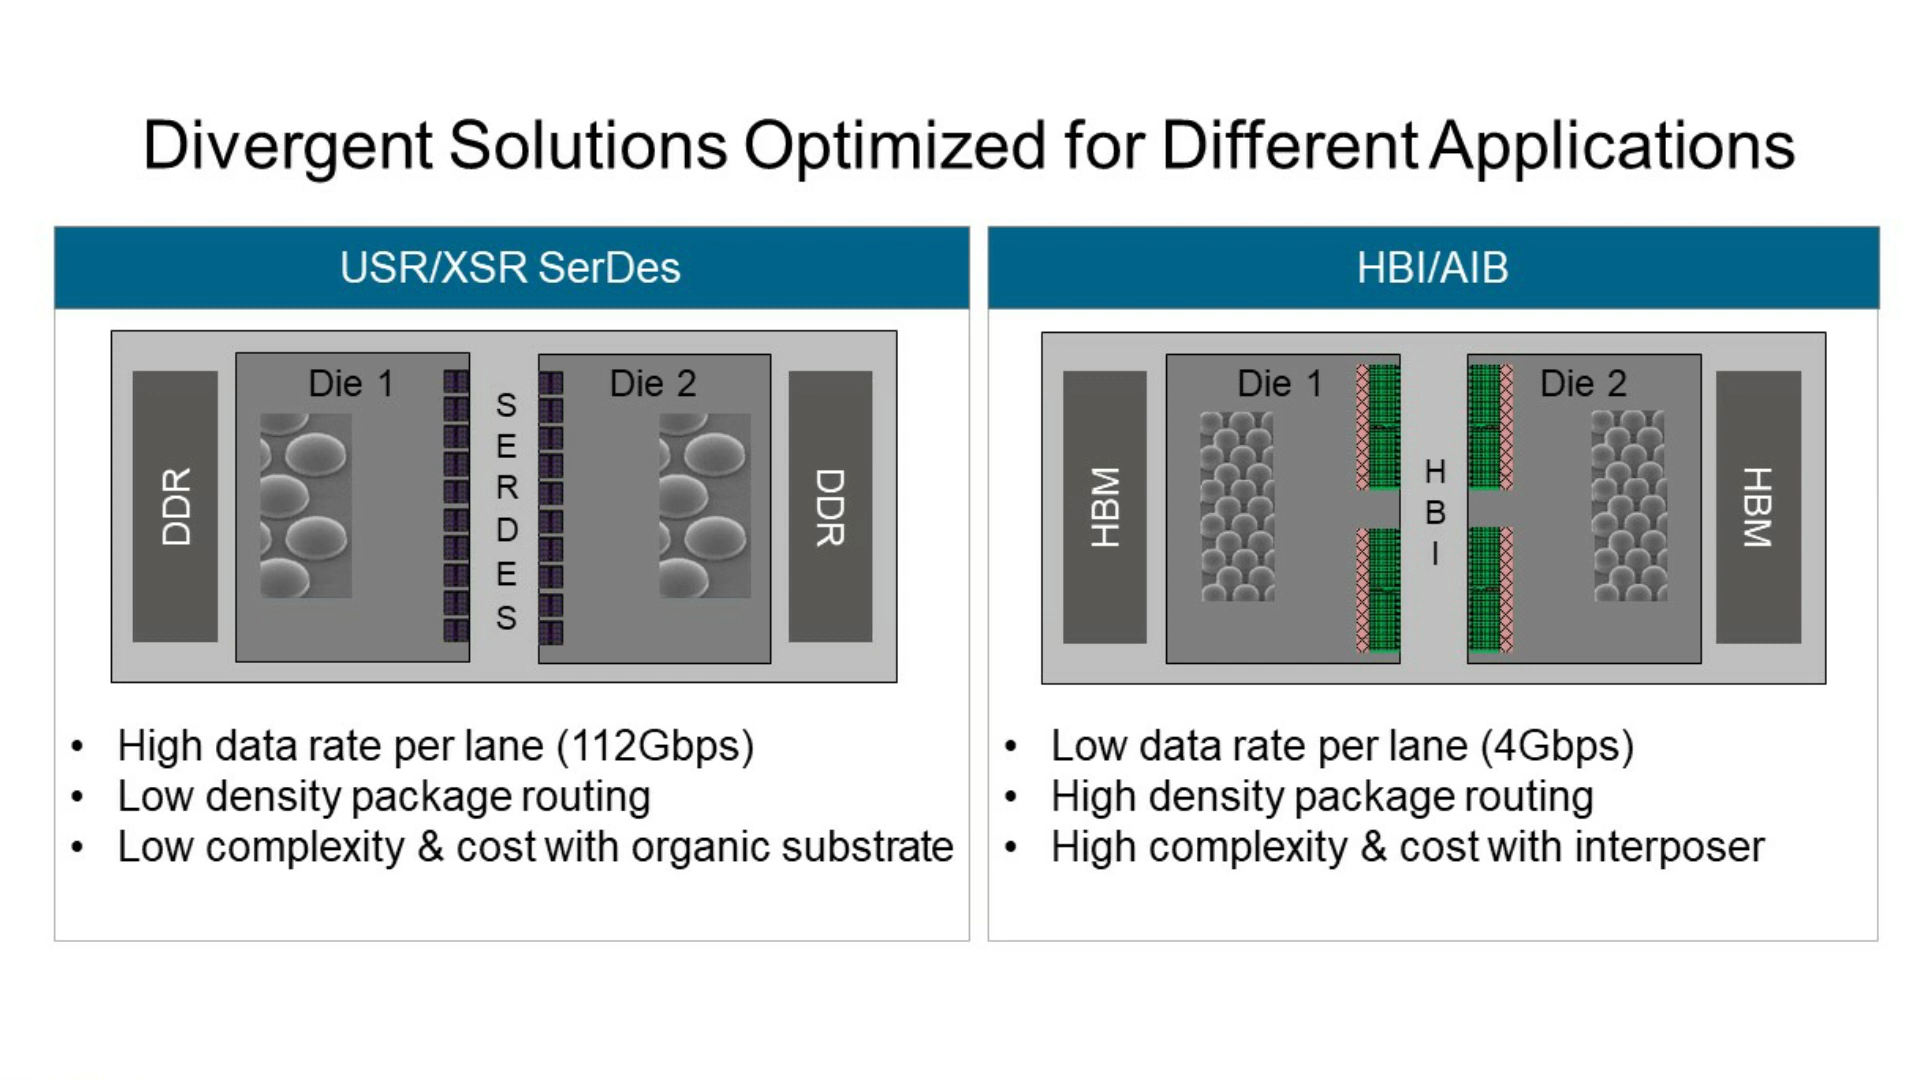 Divergent Solutions Optimized for Different Applications
USR/XSR SerDes
DDR
Die 1
S
E
R
D
E
S
Die 2
DDR
• High data rate per lane (112Gbps)
• Low density package routing
• Low complexity & cost with organic substrate
HBI/AIB
HBM
Die 1
H
B
I
Die 2
HBM
• Low data rate per lane (4Gbps)
• High density package routing
• High complexity & cost with interposer